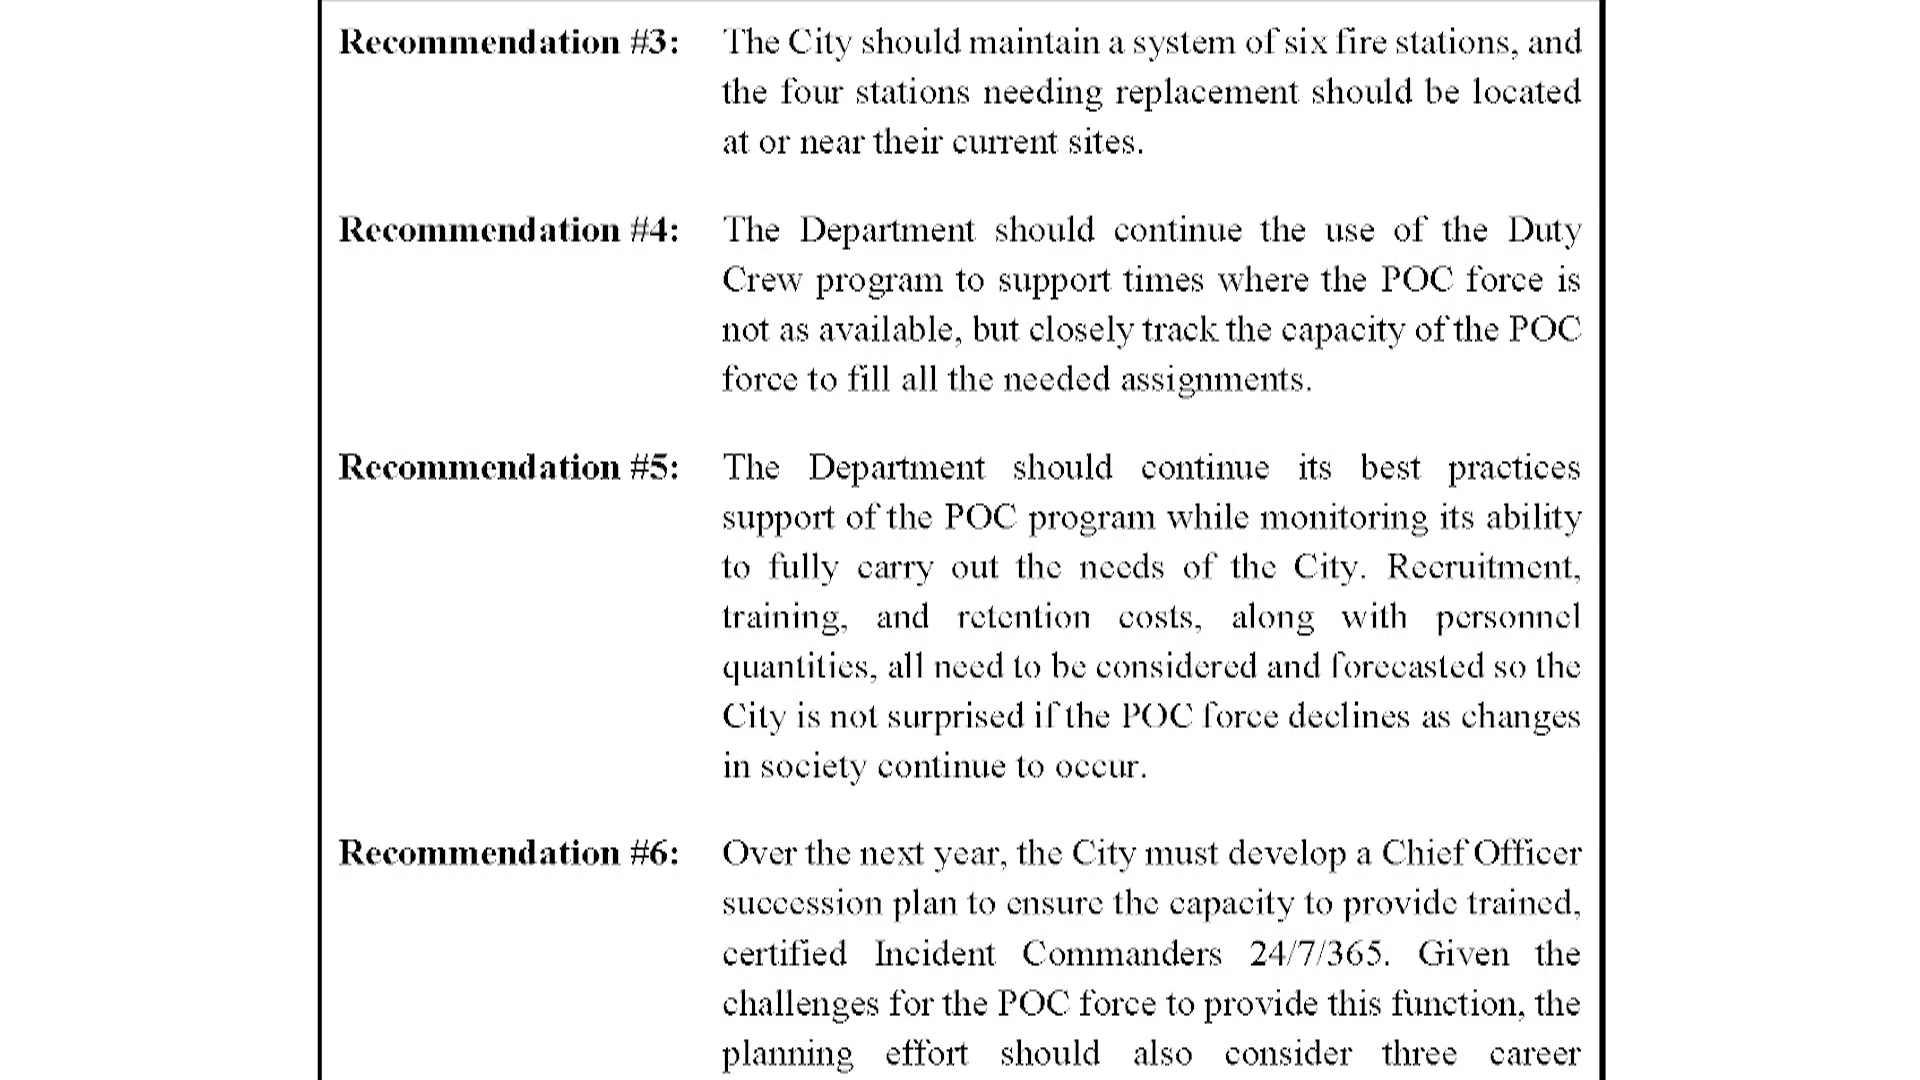 Recommendation #3: The City should maintain a system of six fire stations, and
the four stations needing replacement should be located
at or near their current sites.
Recommendation #4: The Department should continue the use of the Duty
Crew program to support times where the POC force is
not as available, but closely track the capacity of the POC
force to fill all the needed assignments.
Recommendation #5: The Department should continue its best practices
support of the POC program while monitoring its ability
to fully carry out the needs of the City. Recruitment,
training, and retention costs, along with personnel
quantities, all need to be considered and forecasted so the
City is not surprised if the POC force declines as changes
in society continue to occur.
Recommendation #6: Over the next year, the City must develop a Chief Officer
succession plan to ensure the capacity to provide trained,
certified Incident Commanders 24/7/365. Given the
challenges for the POC force to provide this function, the
planning effort should also consider three career